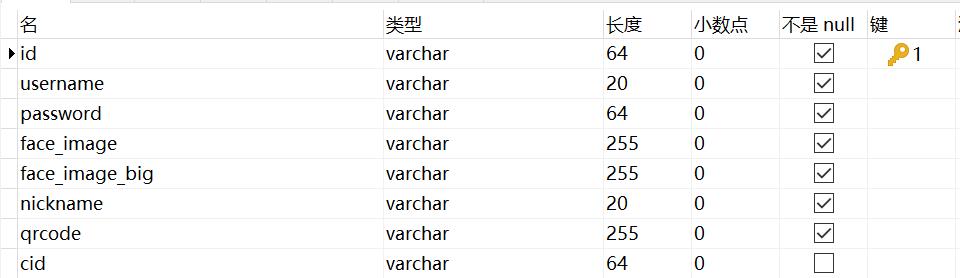 名 类型 长度 小数点 不是 null 键
id varchar 64 0 1
username varchar 20 0
password varchar 64 0
face_image varchar 255 0
face_image_big varchar 255 0
nickname varchar 20 0
qrcode varchar 255 0
cid varchar 64 0